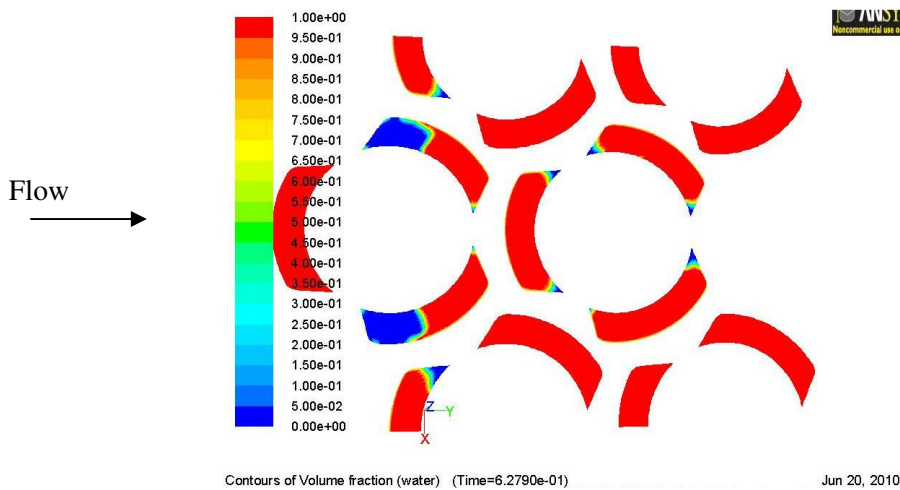 1.00e+00
9.50e-01
9.00e-01
8.50e-01
8.00e-01
7.50e-01
7.00e-01
6.50e-01
6.00e-01
5.50e-01
5.00e-01
4.50e-01
4.00e-01
3.50e-01
3.00e-01
2.50e-01
2.00e-01
1.50e-01
1.00e-01
5.00e-02
0.00e+00
Noncommercial use o
Flow
Z
Y
X
Contours of Volume fraction (water) (Time=6.2790e-01)
Jun 20, 2010